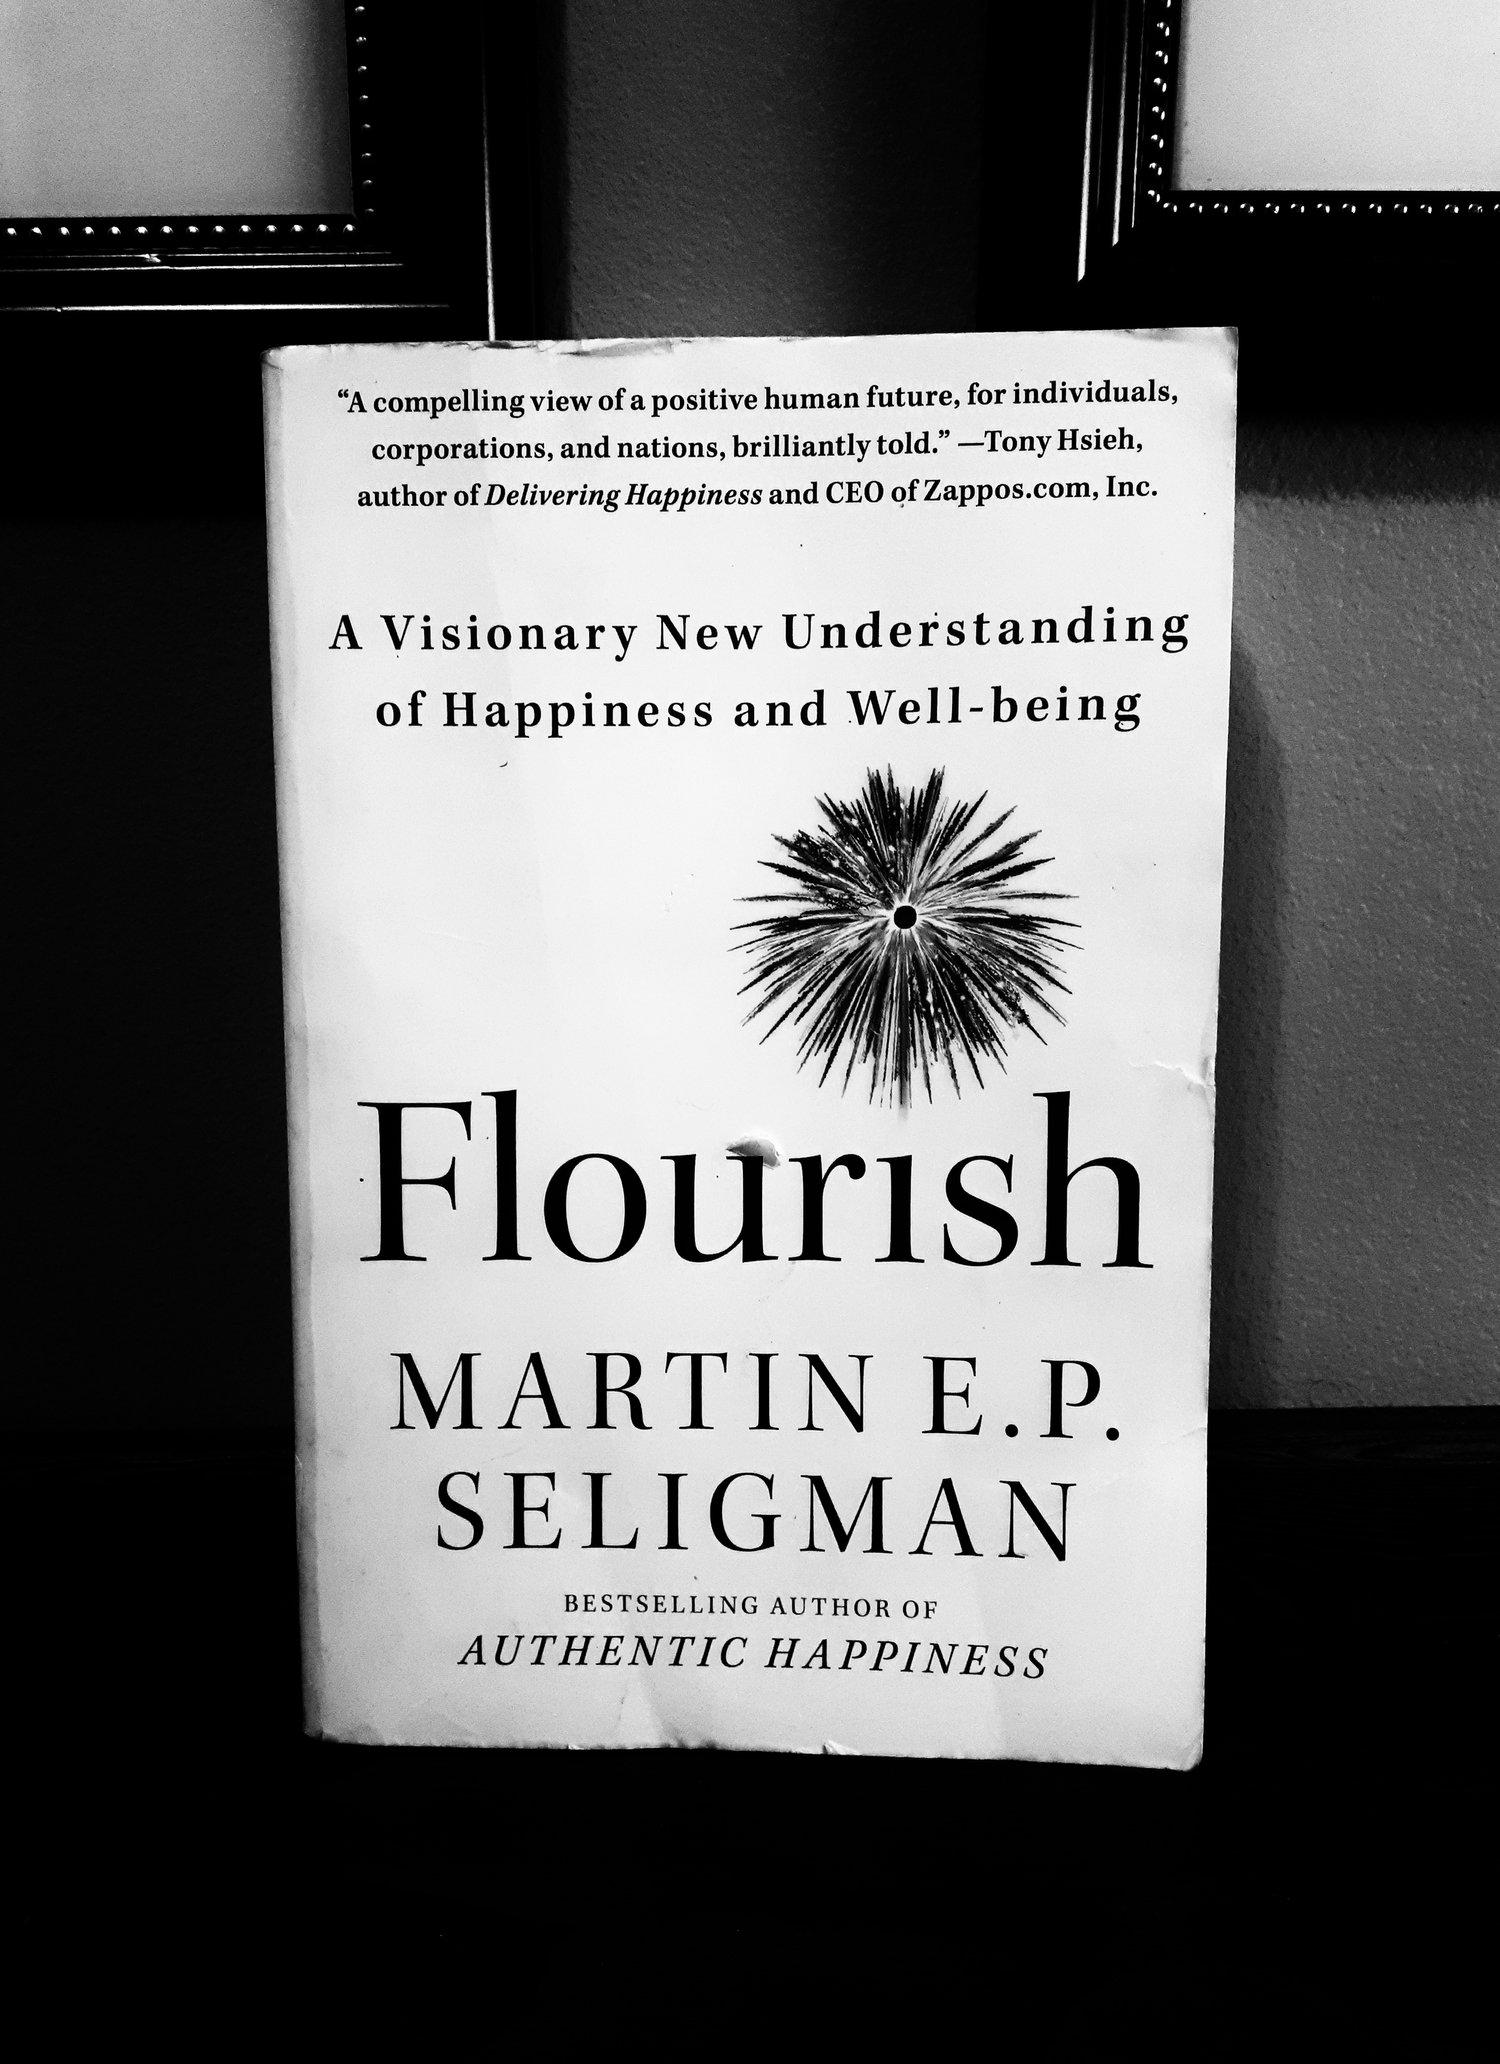 “A compelling view of a positive human future, for individuals,
corporations, and nations, brilliantly told.” —Tony Hsieh,
author of Delivering Happiness and CEO of Zappos.com, Inc.
A Visionary New Understanding
of Happiness and Well-being
Flourish
MARTIN E.P.
SELIGMAN
BESTSELLING AUTHOR OF
AUTHENTIC HAPPINESS